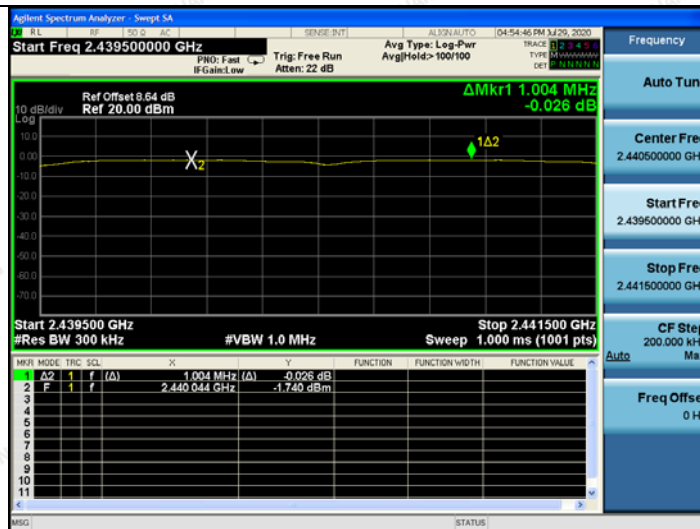 Agilent Spectrum Analyzer - Swept SA
RL RF 50 Ω AC SENSE:INT ALIGN AUTO 04:54:46 PM Jul 29, 2020
Start Freq 2.439500000 GHz
PNO: Fast
IFGain:Low
Trig: Free Run
Atten: 22 dB
Avg Type: Log-Pwr
Avg|Hold:> 100/100
TRACE 1 2 3 4 5 6
TYPE M
DET P N N N N N
Ref Offset 8.64 dB
Ref 20.00 dBm
10 dB/div
Log
ΔMkr1 1.004 MHz
-0.026 dB
10.0
0.00
-10.0
-20.0
-30.0
-40.0
-50.0
-60.0
-70.0
X2
1Δ2
Start 2.439500 GHz Stop 2.441500 GHz
#Res BW 300 kHz #VBW 1.0 MHz Sweep 1.000 ms (1001 pts)
MKR MODE TRC SCL X Y FUNCTION FUNCTION WIDTH FUNCTION VALUE
1 Δ2 1 f (Δ) 1.004 MHz (Δ) -0.026 dB
2 F 1 f 2.440 044 GHz -1.740 dBm
3
4
5
6
7
8
9
10
11
MSG STATUS
Frequency
Auto Tun
Center Fre
2.440500000 GH
Start Fre
2.439500000 GH
Stop Fre
2.441500000 GH
CF Ste
200.000 kH
Auto Ma
Freq Offse
0 H